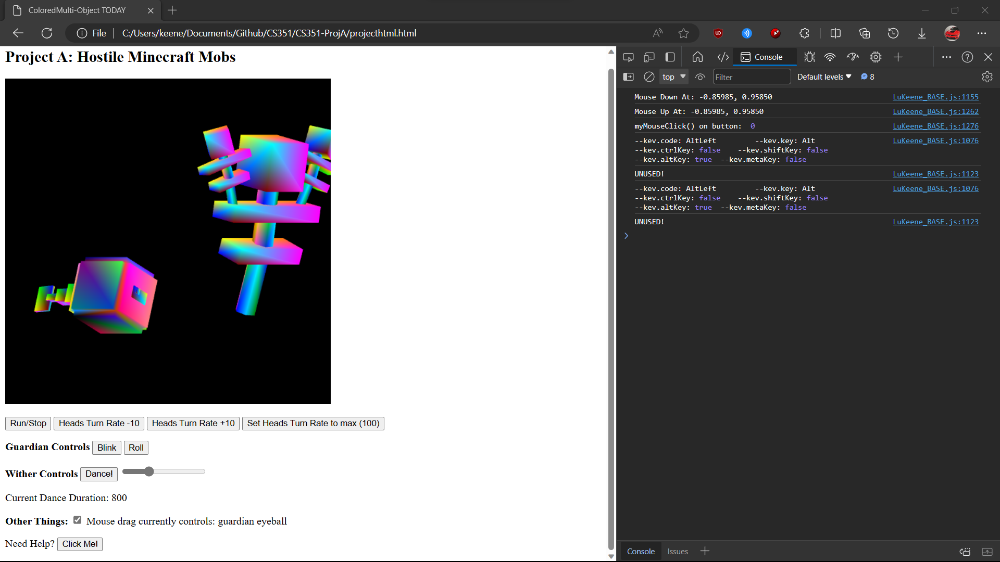 ColoredMulti-Object TODAY
File
C:/Users/keene/Documents/Github/CS351/CS351-ProjA/projecthtml.html
Project A: Hostile Minecraft Mobs
Run/Stop Heads Turn Rate -10 Heads Turn Rate +10 Set Heads Turn Rate to max (100)
Guardian Controls Blink Roll
Wither Controls Dance!
Current Dance Duration: 800
Other Things: Mouse drag currently controls: guardian eyeball
Need Help? Click Me!
Console
top Filter Default levels 8
Mouse Down At: -0.85985, 0.95850 LuKeene_BASE.js:1155
Mouse Up At: -0.85985, 0.95850 LuKeene_BASE.js:1262
myMouseClick() on button: 0 LuKeene_BASE.js:1276
--kev.code: AltLeft --kev.key: Alt LuKeene_BASE.js:1076
--kev.ctrlKey: false --kev.shiftKey: false
--kev.altKey: true --kev.metaKey: false
UNUSED! LuKeene_BASE.js:1123
--kev.code: AltLeft --kev.key: Alt LuKeene_BASE.js:1076
--kev.ctrlKey: false --kev.shiftKey: false
--kev.altKey: true --kev.metaKey: false
UNUSED! LuKeene_BASE.js:1123
Console Issues